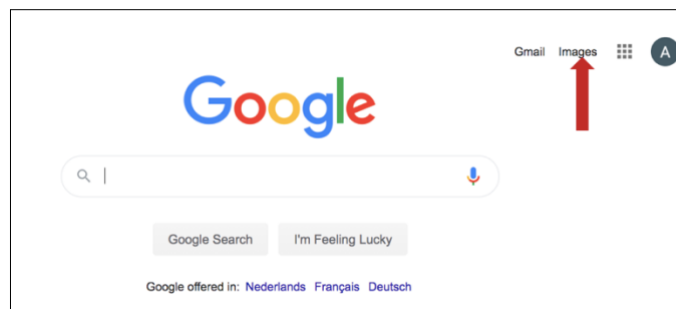 Gmail Images A
Google
Google Search I'm Feeling Lucky
Google offered in: Nederlands Français Deutsch